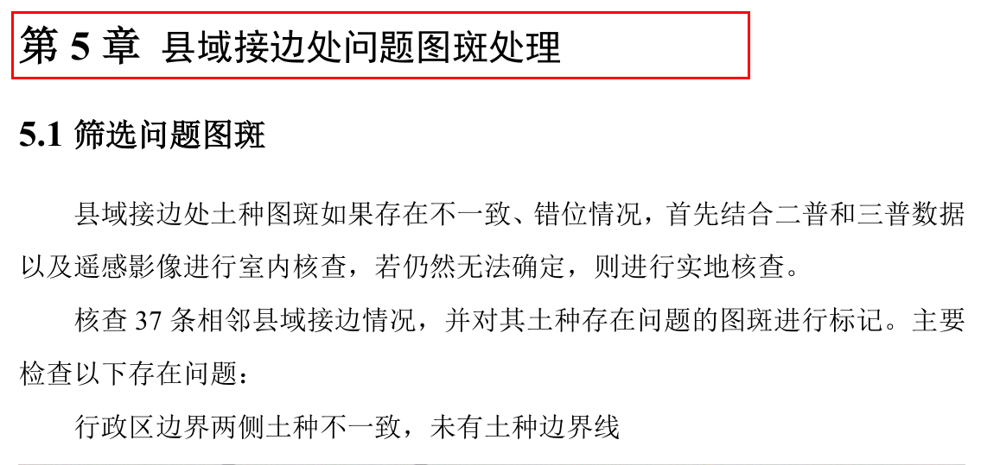 第 5 章 县域接边处问题图斑处理
5.1 筛选问题图斑
县域接边处土种图斑如果存在不一致、错位情况，首先结合二普和三普数据
以及遥感影像进行室内核查，若仍然无法确定，则进行实地核查。
核查 37 条相邻县域接边情况，并对其土种存在问题的图斑进行标记。主要
检查以下存在问题：
行政区边界两侧土种不一致，未有土种边界线